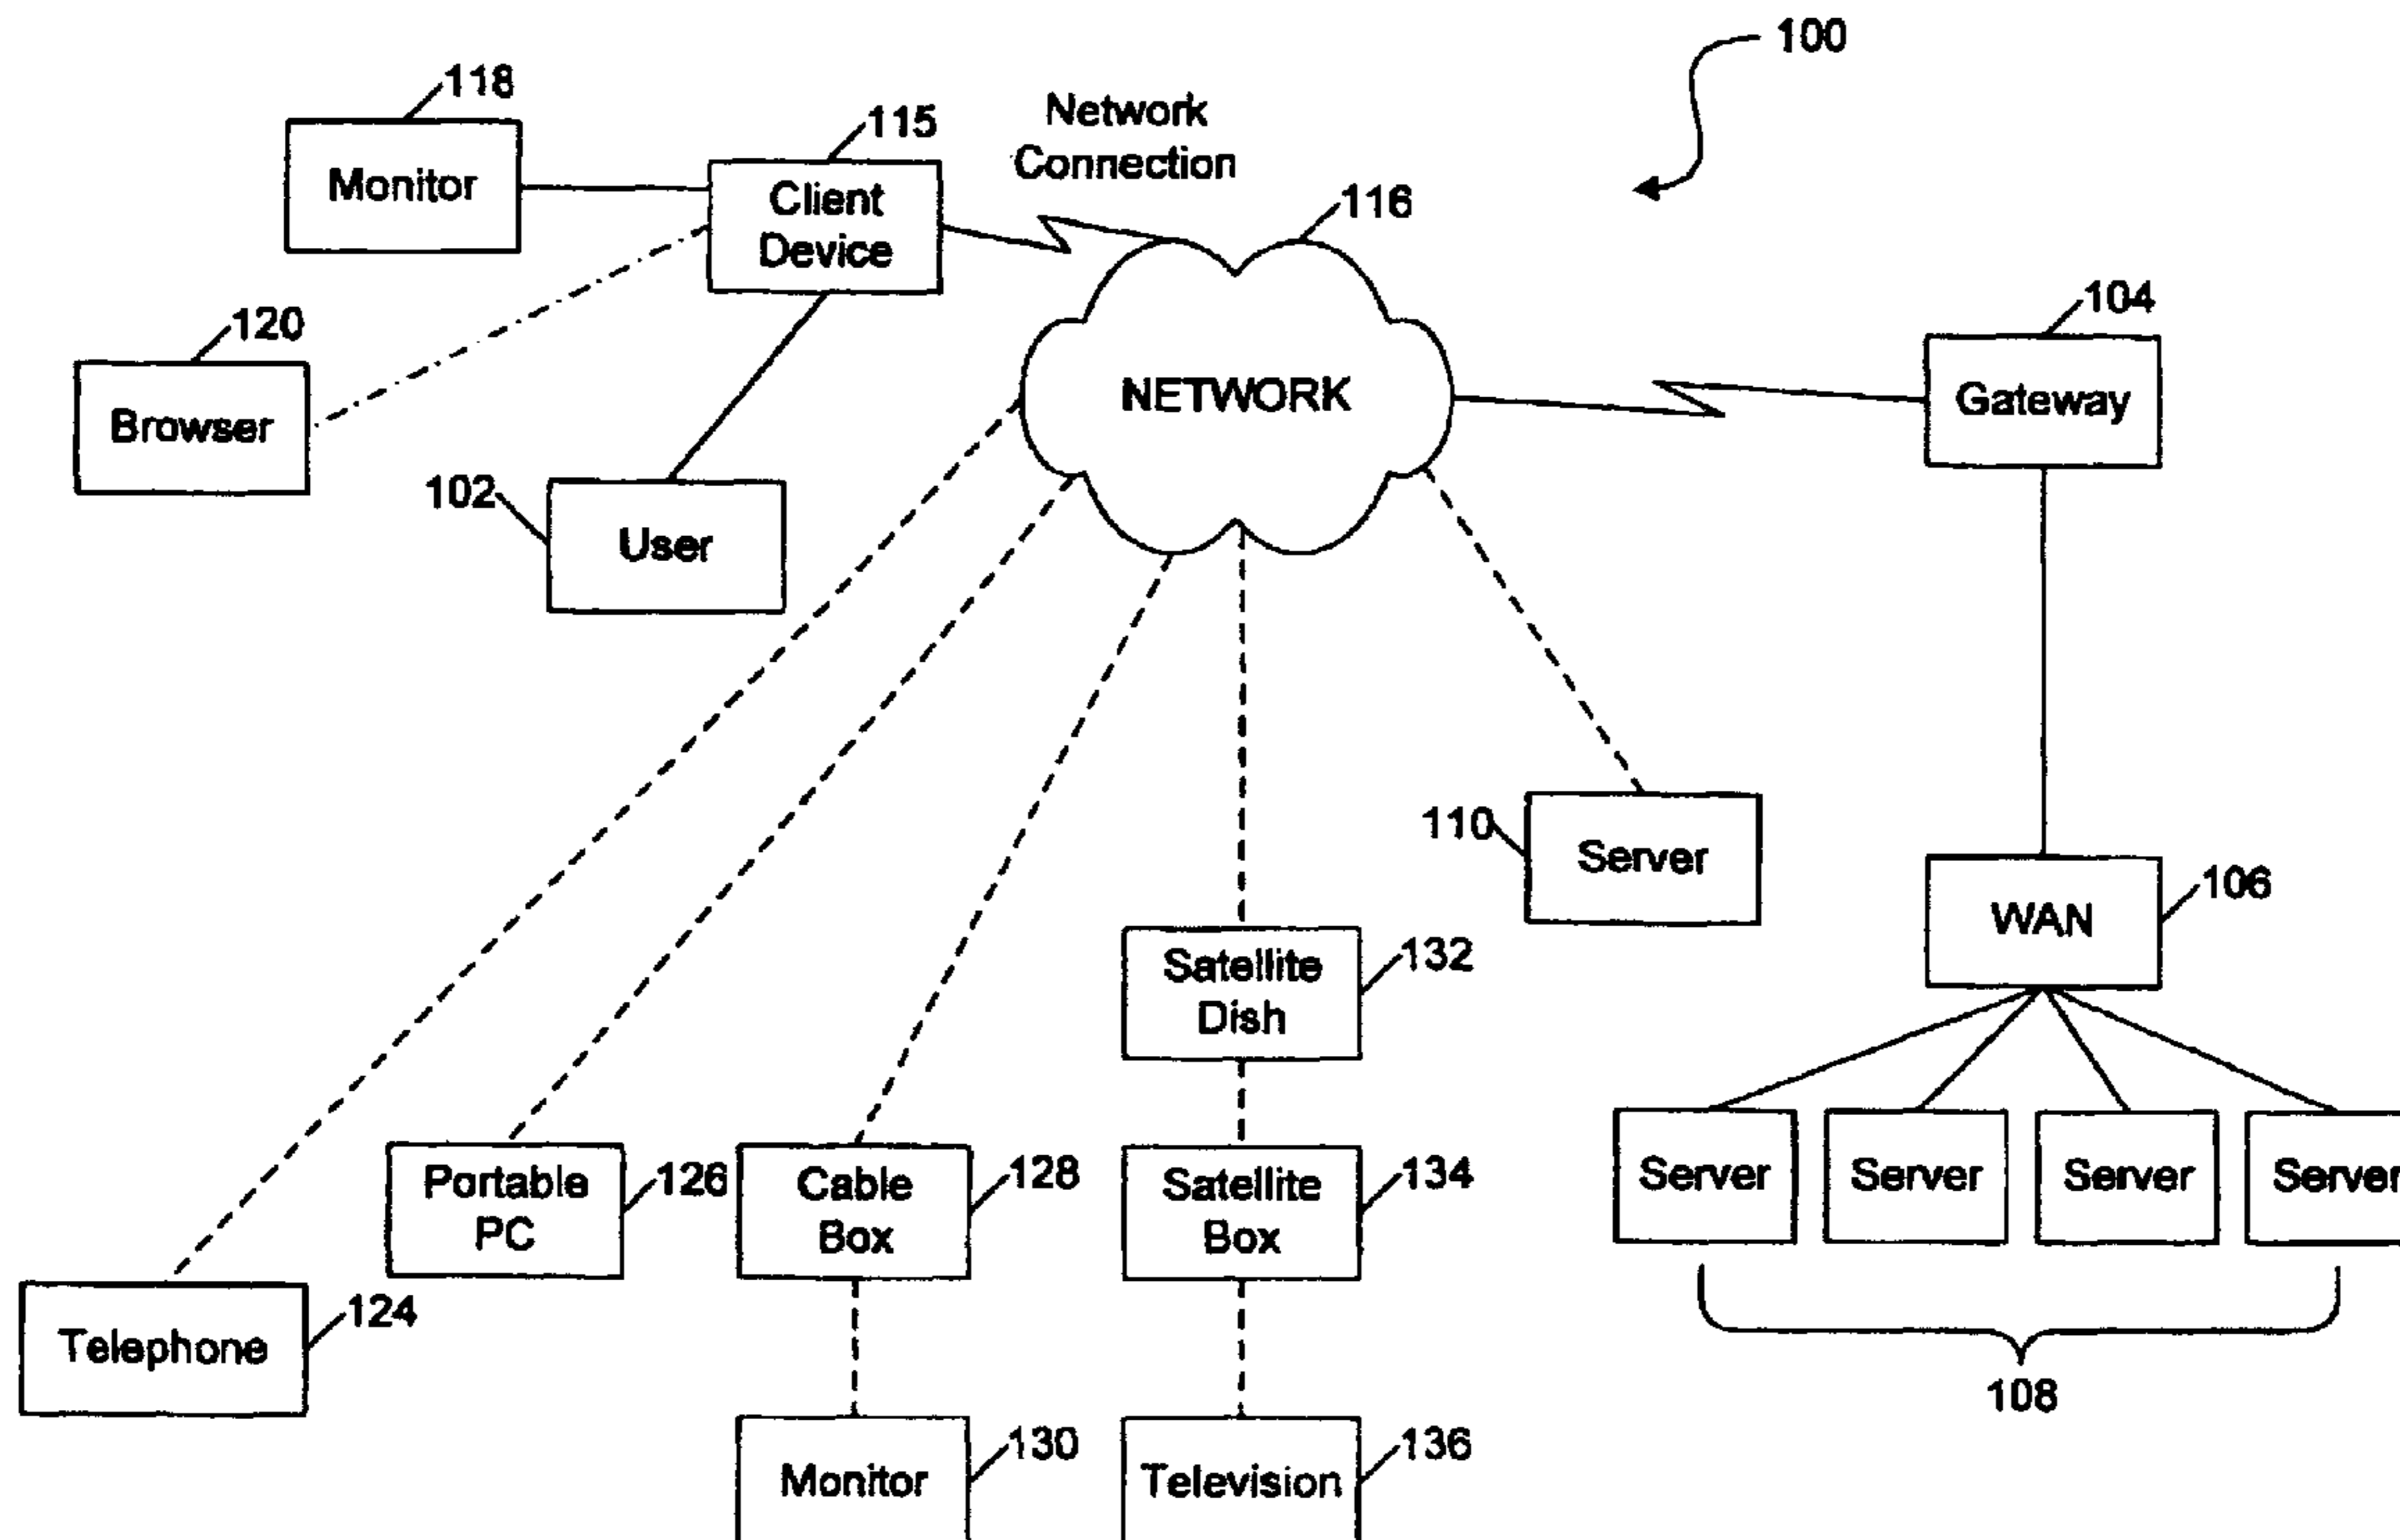 100
118
Monitor
115
Client
Device
Network
Connection
116
NETWORK
104
Gateway
120
Browser
102
User
110
Server
WAN
106
Satellite
Dish
132
Portable
PC
126
Cable
Box
128
Satellite
Box
134
Server
Server
Server
Server
108
Telephone
124
Monitor
130
Television
136